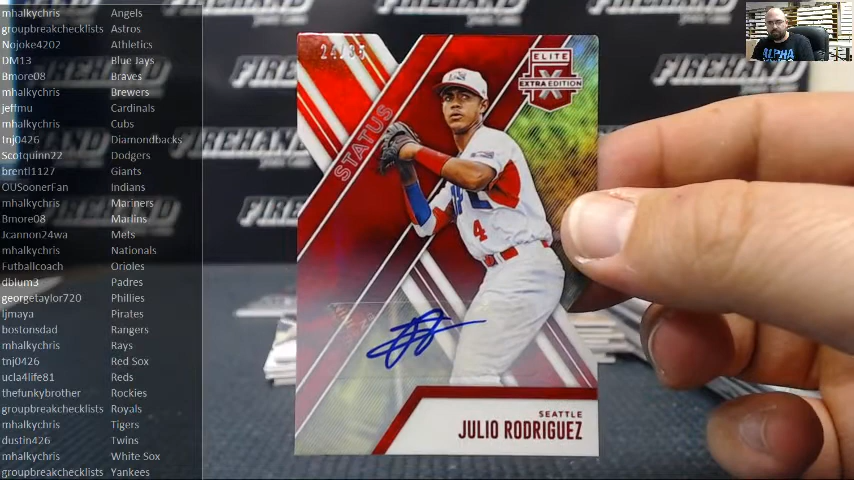 mhalkychris Angels
groupbreakchecklists Astros
Nojoke4202 Athletics
DM13 Blue Jays
Bmore08 Braves
mhalkychris Brewers
jeffmu Cardinals
mhalkychris Cubs
tnj0426 Diamondbacks
Scotquinn22 Dodgers
brentl1127 Giants
OUSoonerFan Indians
mhalkychris Mariners
Bmore08 Marlins
Jcannon24wa Mets
mhalkychris Nationals
Futballcoach Orioles
dblum3 Padres
georgetaylor720 Phillies
ljmaya Pirates
bostonsdad Rangers
mhalkychris Rays
tnj0426 Red Sox
ucla4life81 Reds
thefunkybrother Rockies
groupbreakchecklists Royals
mhalkychris Tigers
dustin426 Twins
mhalkychris White Sox
groupbreakchecklists Yankees
FIREHAND
ELITE
EXTRA EDITION
STATUS
4
SEATTLE
JULIO RODRIGUEZ
ALPHA